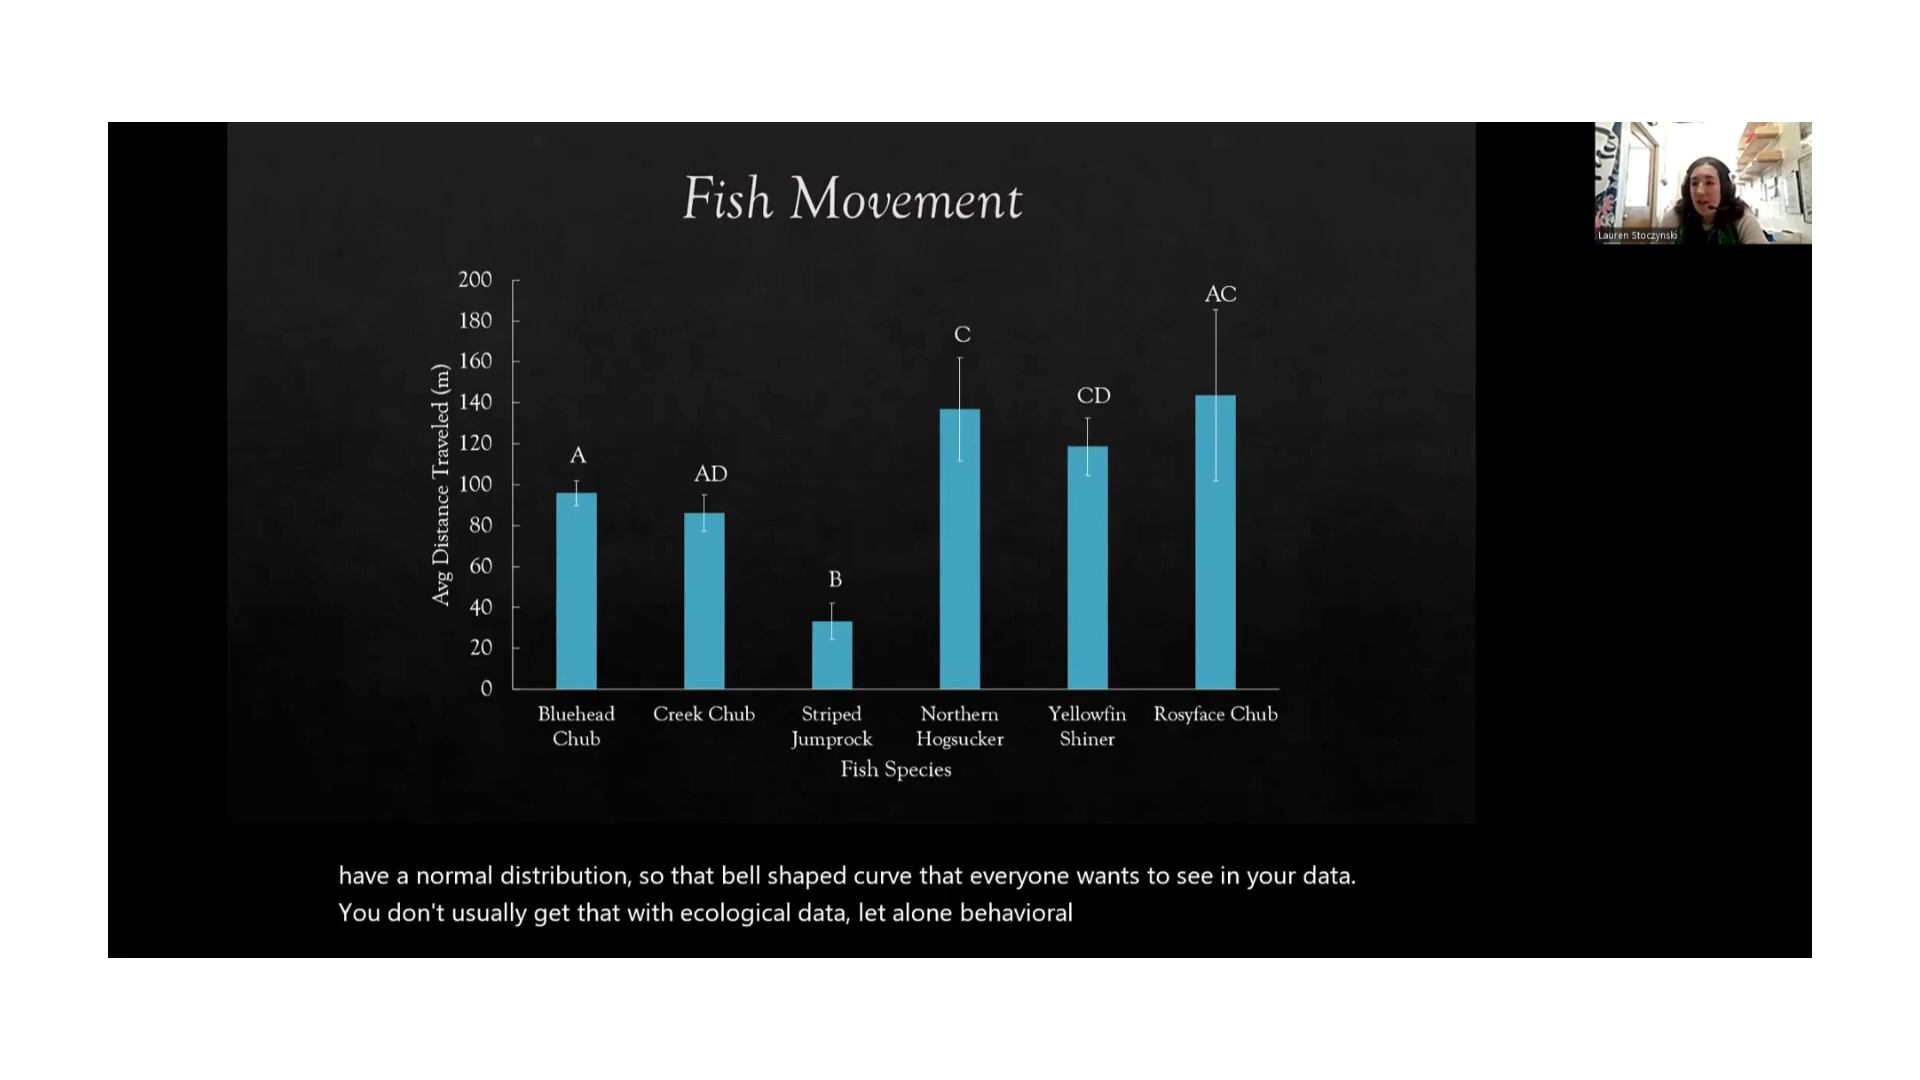 Fish Movement
Lauren Stoczynski
Avg Distance Traveled (m)
200
180
160
140
120
100
80
60
40
20
0
A
AD
B
C
CD
AC
Bluehead
Chub
Creek Chub
Striped
Jumprock
Northern
Hogsucker
Yellowfin
Shiner
Rosyface Chub
Fish Species
have a normal distribution, so that bell shaped curve that everyone wants to see in your data.
You don't usually get that with ecological data, let alone behavioral